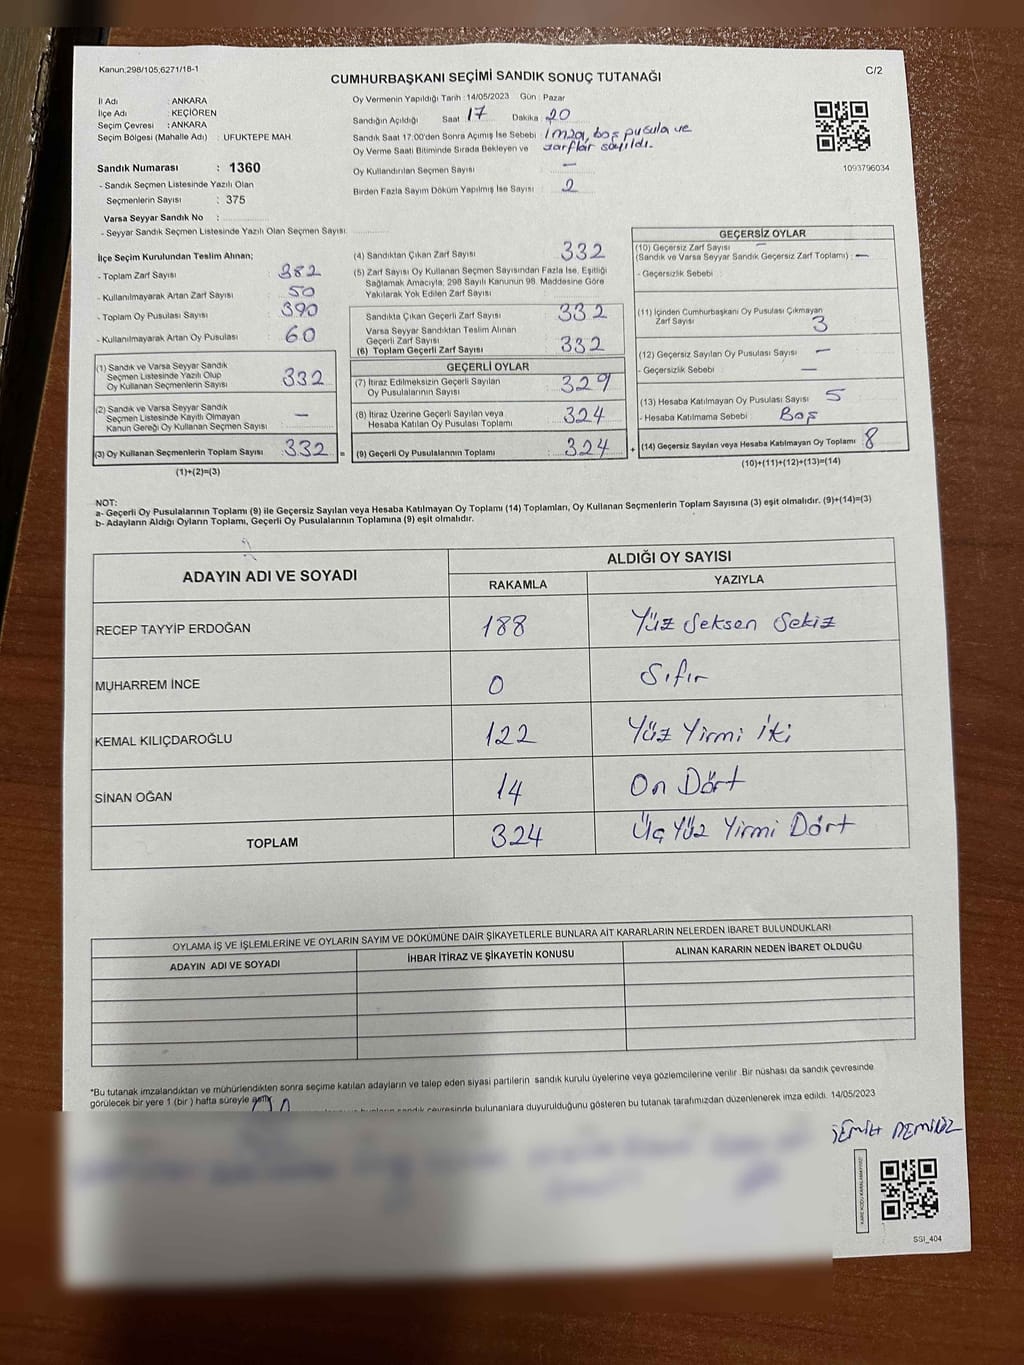 Kanun,298/105,6271/18-1
C/2
CUMHURBAŞKANI SEÇİMİ SANDIK SONUÇ TUTANAĞI
İl Adı : ANKARA
İlçe Adı : KEÇİÖREN
Seçim Çevresi : ANKARA
Seçim Bölgesi (Mahalle Adı) : UFUKTEPE MAH.
Sandık Numarası : 1360
- Sandık Seçmen Listesinde Yazılı Olan
Seçmenlerin Sayısı : 375
Varsa Seyyar Sandık No :
- Seyyar Sandık Seçmen Listesinde Yazılı Olan Seçmen Sayısı:
Oy Vermenin Yapıldığı Tarih : 14/05/2023 Gün : Pazar
Sandığın Açıldığı Saat 17 Dakika : 20
Sandık Saat 17:00'den Sonra Açımış İse Sebebi : İmza, boş pusula ve
zarflar sayıldı.
Oy Verme Saati Bitiminde Sırada Bekleyen ve
Oy Kullandırılan Seçmen Sayısı : —
Birden Fazla Sayım Döküm Yapılmış İse Sayısı : 2
1093796034
İlçe Seçim Kurulundan Teslim Alınan;
- Toplam Zarf Sayısı : 382
- Kullanılmayarak Artan Zarf Sayısı : 50
- Toplam Oy Pusulası Sayısı : 390
- Kullanılmayarak Artan Oy Pusulası : 60
(1) Sandık ve Varsa Seyyar Sandık
Seçmen Listesinde Yazılı Olup
Oy Kullanan Seçmenlerin Sayısı : 332
(2) Sandık ve Varsa Seyyar Sandık
Seçmen Listesinde Kayıtlı Olmayan
Kanun Gereği Oy Kullanan Seçmen Sayısı : —
(3) Oy Kullanan Seçmenlerin Toplam Sayısı : 332 =
(1)+(2)=(3)
(4) Sandıktan Çıkan Zarf Sayısı : 332
(5) Zarf Sayısı Oy Kullanan Seçmen Sayısından Fazla İse, Eşitliği
Sağlamak Amacıyla, 298 Sayılı Kanunun 98. Maddesine Göre
Yakılarak Yok Edilen Zarf Sayısı :
Sandıkta Çıkan Geçerli Zarf Sayısı : 332
Varsa Seyyar Sandıktan Teslim Alınan
Geçerli Zarf Sayısı :
(6) Toplam Geçerli Zarf Sayısı : 332
GEÇERLİ OYLAR
(7) İtiraz Edilmeksizin Geçerli Sayılan
Oy Pusulalarının Sayısı : 329
(8) İtiraz Üzerine Geçerli Sayılan veya
Hesaba Katılan Oy Pusulası Toplamı : 324
(9) Geçerli Oy Pusulalarının Toplamı : 324 +
GEÇERSİZ OYLAR
(10) Geçersiz Zarf Sayısı : —
(Sandık ve Varsa Seyyar Sandık Geçersiz Zarf Toplamı) : —
- Geçersizlik Sebebi :
(11) İçinden Cumhurbaşkanı Oy Pusulası Çıkmayan
Zarf Sayısı : 3
(12) Geçersiz Sayılan Oy Pusulası Sayısı : —
- Geçersizlik Sebebi : —
(13) Hesaba Katılmayan Oy Pusulası Sayısı : 5
- Hesaba Katılmama Sebebi : Boş
(14) Geçersiz Sayılan veya Hesaba Katılmayan Oy Toplamı : 8
(10)+(11)+(12)+(13)=(14)
NOT:
a- Geçerli Oy Pusulalarının Toplamı (9) ile Geçersiz Sayılan veya Hesaba Katılmayan Oy Toplamı (14) Toplamları, Oy Kullanan Seçmenlerin Toplam Sayısına (3) eşit olmalıdır. (9)+(14)=(3)
b- Adayların Aldığı Oyların Toplamı, Geçerli Oy Pusulalarının Toplamına (9) eşit olmalıdır.
ADAYIN ADI VE SOYADI
ALDIĞI OY SAYISI
RAKAMLA YAZIYLA
RECEP TAYYİP ERDOĞAN 188 Yüz Seksen Sekiz
MUHARREM İNCE 0 Sıfır
KEMAL KILIÇDAROĞLU 122 Yüz Yirmi İki
SİNAN OĞAN 14 On Dört
TOPLAM 324 Üç Yüz Yirmi Dört
OYLAMA İŞ VE İŞLEMLERİNE VE OYLARIN SAYIM VE DÖKÜMÜNE DAİR ŞİKAYETLERLE BUNLARA AİT KARARLARIN NELERDEN İBARET BULUNDUKLARI
ADAYIN ADI VE SOYADI İHBAR İTİRAZ VE ŞİKAYETİN KONUSU ALINAN KARARIN NEDEN İBARET OLDUĞU
*Bu tutanak imzalandıktan ve mühürlendikten sonra seçime katılan adayların ve talep eden siyasi partilerin sandık kurulu üyelerine veya gözlemcilerine verilir. Bir nüshası da sandık çevresinde
görülecek bir yere 1 (bir) hafta süreyle asılır.
sandık çevresinde bulunanlara duyurulduğunu gösteren bu tutanak tarafımızdan düzenlenerek imza edildi. 14/05/2023
SEMİH DEMİRÖZ
SSI_404